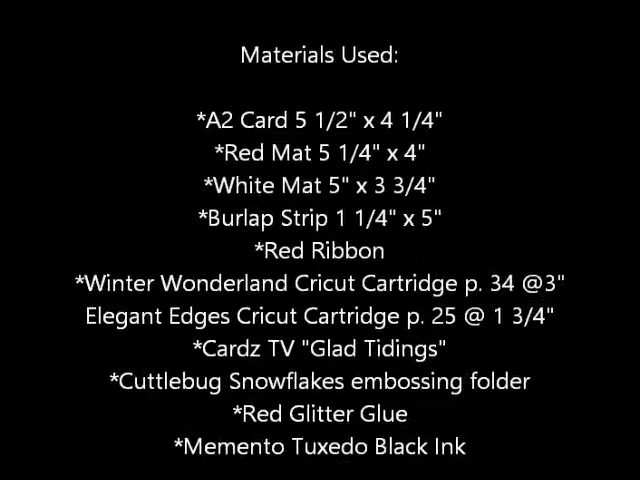 Materials Used:
*A2 Card 5 1/2" x 4 1/4"
*Red Mat 5 1/4" x 4"
*White Mat 5" x 3 3/4"
*Burlap Strip 1 1/4" x 5"
*Red Ribbon
*Winter Wonderland Cricut Cartridge p. 34 @3"
Elegant Edges Cricut Cartridge p. 25 @ 1 3/4"
*Cardz TV "Glad Tidings"
*Cuttlebug Snowflakes embossing folder
*Red Glitter Glue
*Memento Tuxedo Black Ink